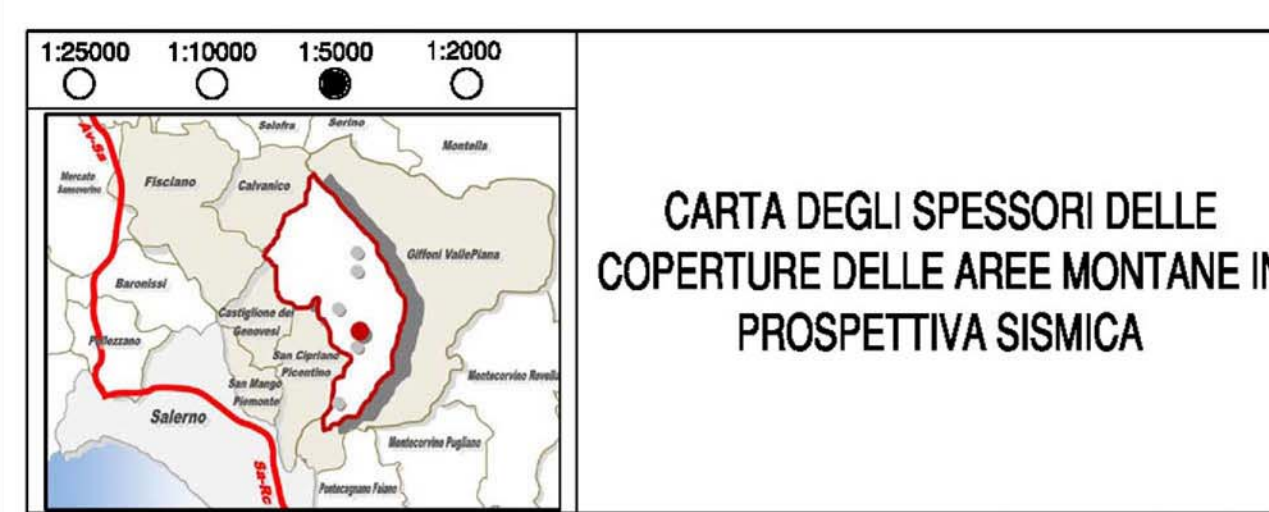 1:25000 1:10000 1:5000 1:2000
CARTA DEGLI SPESSORI DELLE
COPERTURE DELLE AREE MONTANE IN
PROSPETTIVA SISMICA
Av-Sa
Solofra
Serino
Montella
Mercato
Sanseverino
Fisciano
Calvanico
Giffoni VallePiana
Baronissi
Castiglione dei
Genovesi
Pellezzano
San Cipriano
Picentino
San Mango
Piemonte
Montecorvino Rovella
Salerno
Montecorvino Pugliano
Sa-Rc
Pontecagnano Faiano